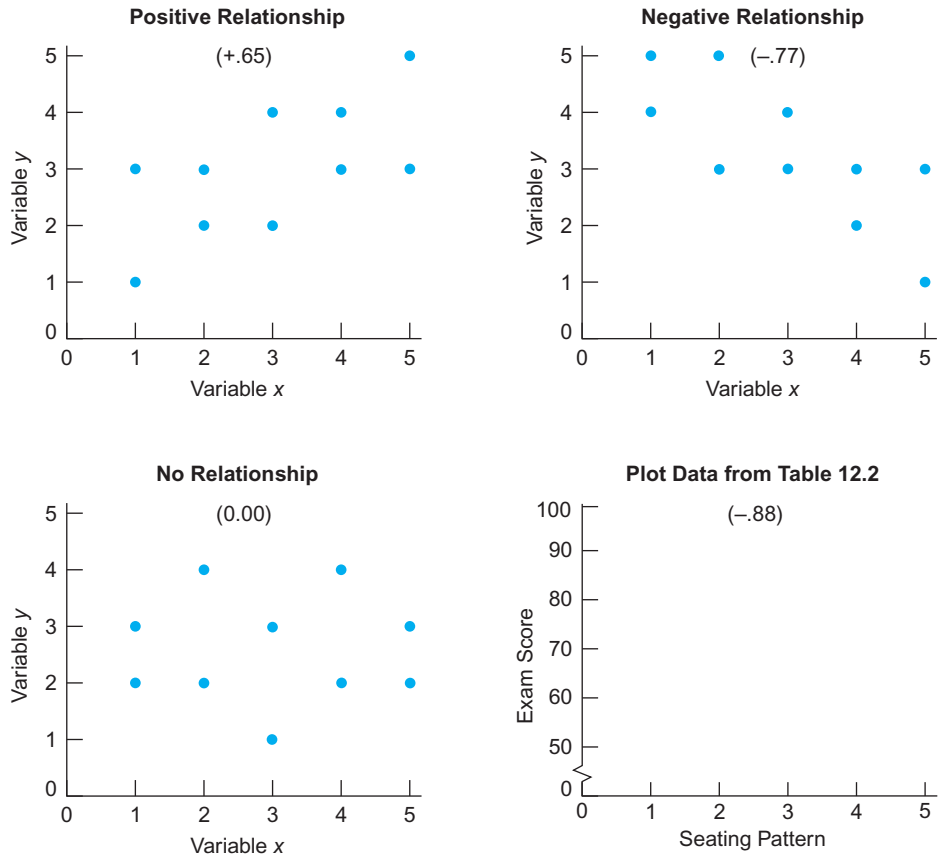 Positive Relationship
(+.65)
5
4
3
2
1
0
Variable y
0 1 2 3 4 5
Variable x
Negative Relationship
(–.77)
5
4
3
2
1
0
Variable y
0 1 2 3 4 5
Variable x
No Relationship
(0.00)
5
4
3
2
1
0
Variable y
0 1 2 3 4 5
Variable x
Plot Data from Table 12.2
(–.88)
100
90
80
70
60
50
0
Exam Score
0 1 2 3 4 5
Seating Pattern